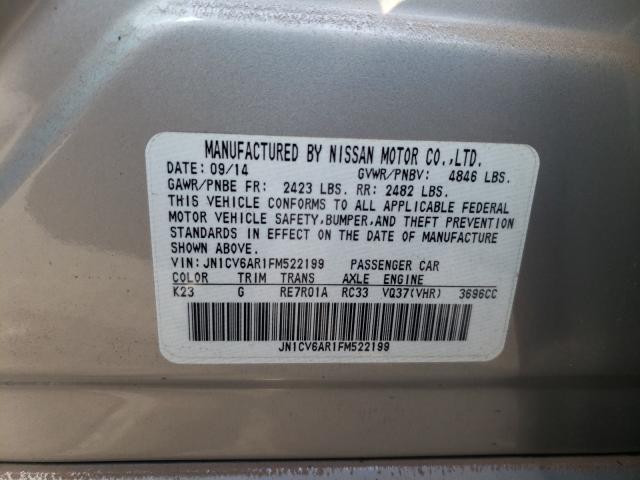 MANUFACTURED BY NISSAN MOTOR CO.,LTD.
DATE: 09/14 GVWR/PNBV: 4846 LBS.
GAWR/PNBE FR: 2423 LBS. RR: 2482 LBS.
THIS VEHICLE CONFORMS TO ALL APPLICABLE FEDERAL
MOTOR VEHICLE SAFETY,BUMPER,AND THEFT PREVENTION
STANDARDS IN EFFECT ON THE DATE OF MANUFACTURE
SHOWN ABOVE.
VIN:JN1CV6AR1FM522199 PASSENGER CAR
COLOR TRIM TRANS AXLE ENGINE
K23 G RE7R01A RC33 VQ37(VHR) 3696CC
JN1CV6AR1FM522199